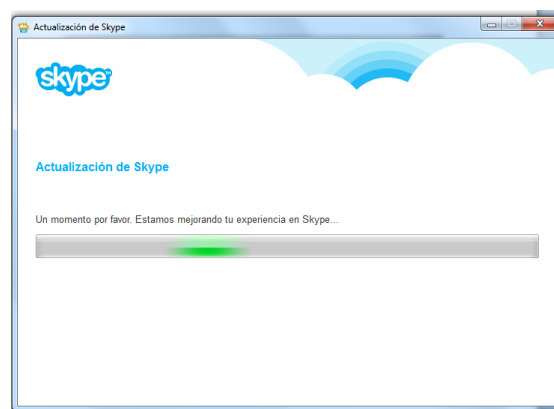 Actualización de Skype
skype
Actualización de Skype
Un momento por favor. Estamos mejorando tu experiencia en Skype...